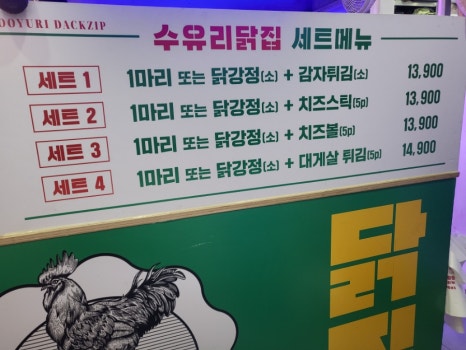 DOYURI DACKZIP
수유리닭집 세트메뉴
세트 1 1마리 또는 닭강정(소) + 감자튀김(소) 13,900
세트 2 1마리 또는 닭강정(소) + 치즈스틱(5p) 13,900
세트 3 1마리 또는 닭강정(소) + 치즈볼(5p) 13,900
세트 4 1마리 또는 닭강정(소) + 대게살 튀김(5p) 14,900
닭